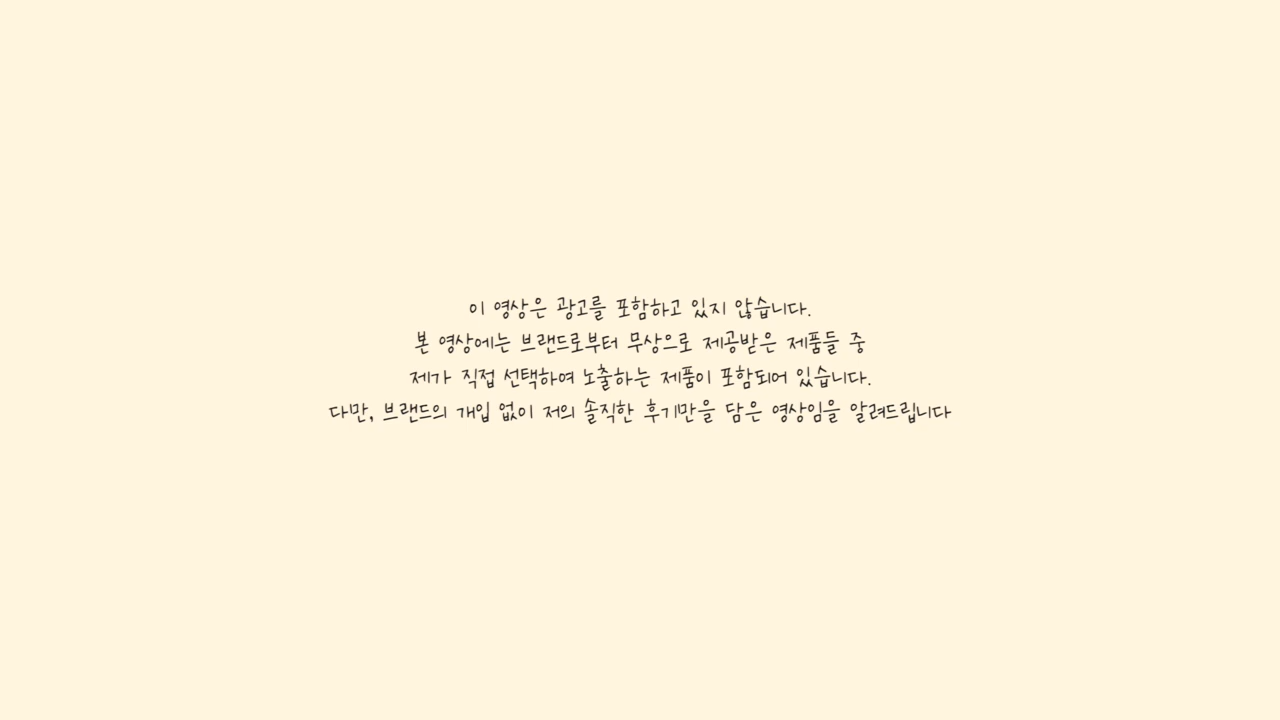 이 영상은 광고를 포함하고 있지 않습니다.
본 영상에는 브랜드로부터 무상으로 제공받은 제품들 중
제가 직접 선택하여 노출하는 제품이 포함되어 있습니다.
다만, 브랜드의 개입 없이 저의 솔직한 후기만을 담은 영상임을 알려드립니다